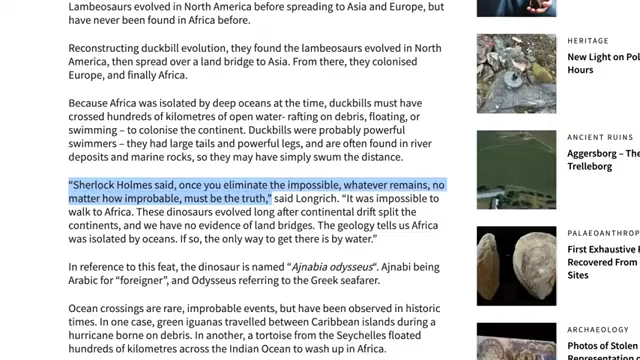 Lambeosaurs evolved in North America before spreading to Asia and Europe, but
have never been found in Africa before.
Reconstructing duckbill evolution, they found the lambeosaurs evolved in North
America, then spread over a land bridge to Asia. From there, they colonised
Europe, and finally Africa.
Because Africa was isolated by deep oceans at the time, duckbills must have
crossed hundreds of kilometres of open water- rafting on debris, floating, or
swimming – to colonise the continent. Duckbills were probably powerful
swimmers – they had large tails and powerful legs, and are often found in river
deposits and marine rocks, so they may have simply swum the distance.
“Sherlock Holmes said, once you eliminate the impossible, whatever remains, no
matter how improbable, must be the truth,” said Longrich. “It was impossible to
walk to Africa. These dinosaurs evolved long after continental drift split the
continents, and we have no evidence of land bridges. The geology tells us Africa
was isolated by oceans. If so, the only way to get there is by water.”
In reference to this feat, the dinosaur is named “Ajnabia odysseus“. Ajnabi being
Arabic for “foreigner”, and Odysseus referring to the Greek seafarer.
Ocean crossings are rare, improbable events, but have been observed in historic
times. In one case, green iguanas travelled between Caribbean islands during a
hurricane borne on debris. In another, a tortoise from the Seychelles floated
hundreds of kilometres across the Indian Ocean to wash up in Africa.
HERITAGE
New Light on
Hours
ANCIENT RUINS
Aggersborg – The
Trelleborg
First Exhaustive
Recovered From
Sites
ARCHAEOLOGY
Photos of Stolen
Representation